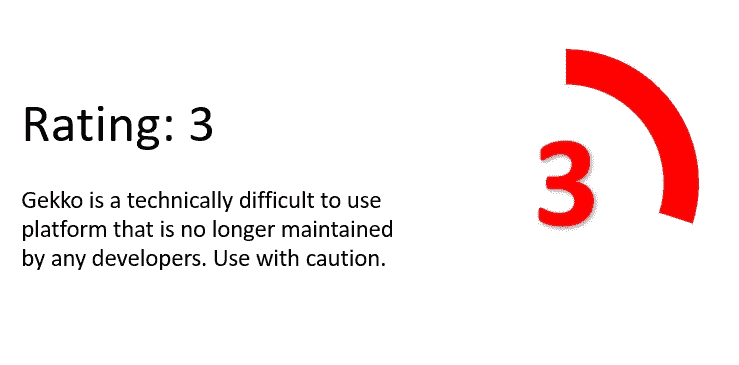 Rating: 3
Gekko is a technically difficult to use
platform that is no longer maintained
by any developers. Use with caution.
3